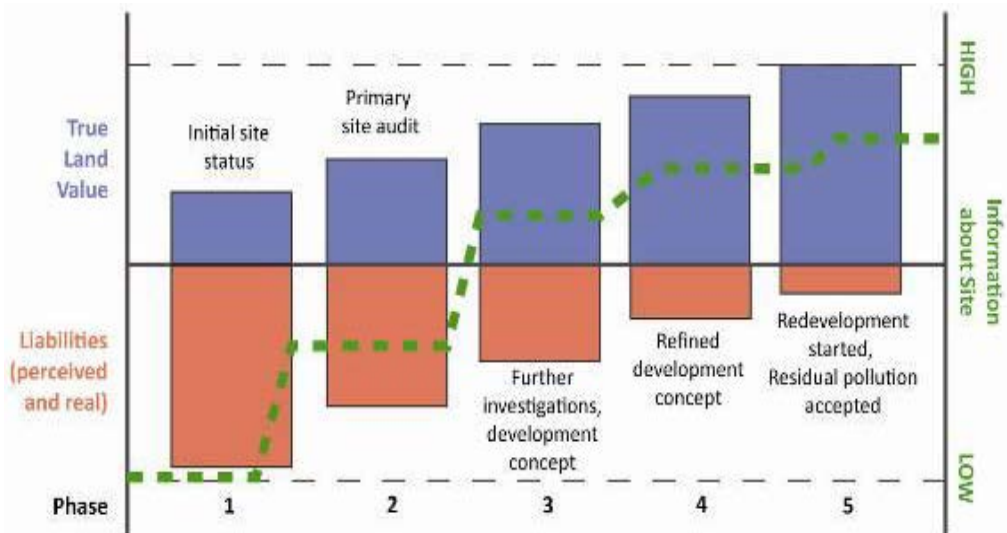 True
Land
Value
Initial site
status
Primary
site audit
HIGH
Information
about Site
LOW
Liabilities
(perceived
and real)
Further
investigations,
development
concept
Refined
development
concept
Redevelopment
started,
Residual pollution
accepted
Phase 1 2 3 4 5